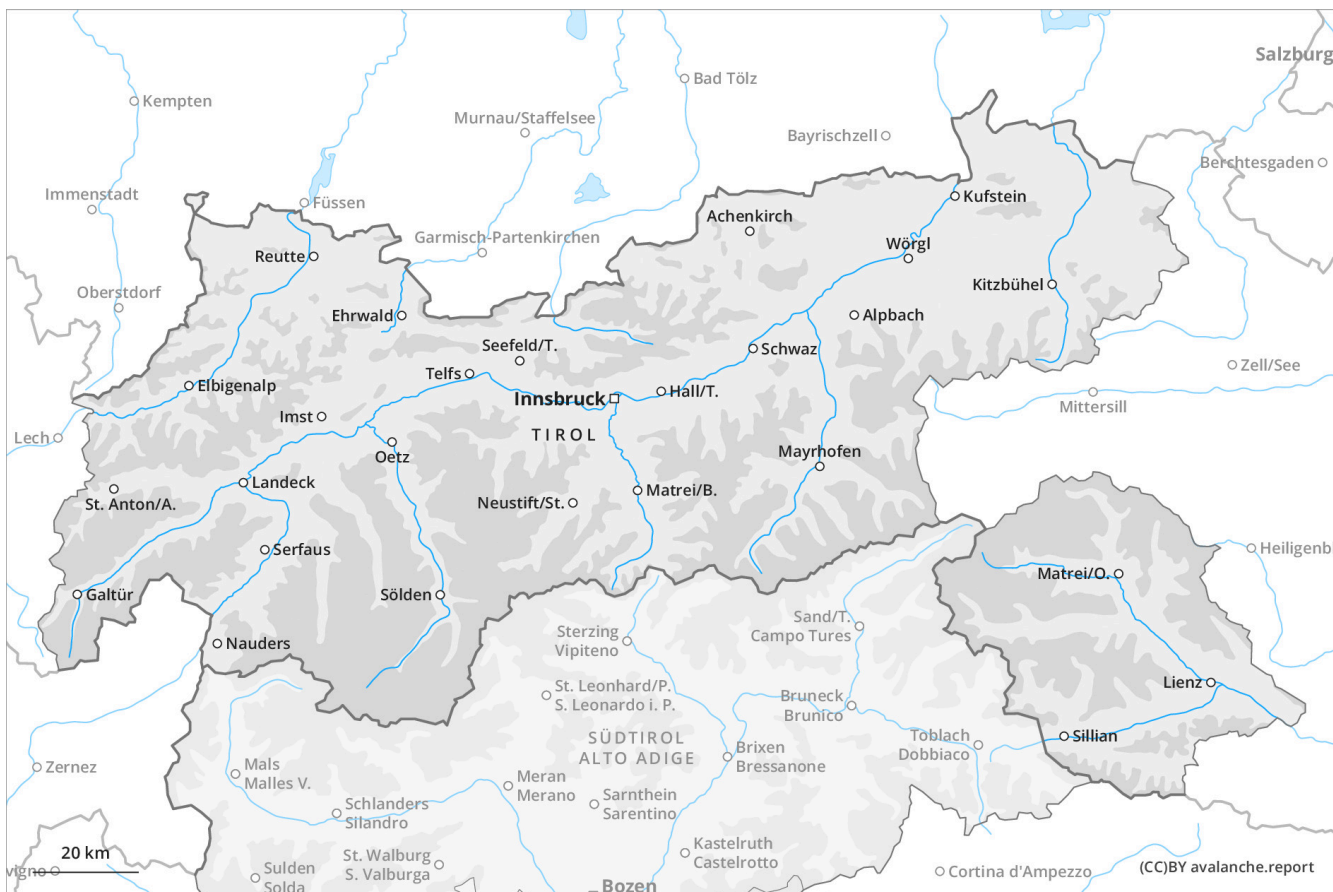 Salzburg
Bad Tölz
Kempten
Murnau/Staffelsee
Bayrischzell
Berchtesgaden
Immenstadt
Füssen
Kufstein
Achenkirch
Garmisch-Partenkirchen
Wörgl
Reutte
Kitzbühel
Oberstdorf
Ehrwald
Alpbach
Seefeld/T.
Schwaz
Zell/See
Telfs
Elbigenalp
Hall/T.
Innsbruck
Mittersill
Imst
TIROL
Lech
Oetz
Mayrhofen
Landeck
Matrei/B.
St. Anton/A.
Neustift/St.
Serfaus
Heiligenb
Matrei/O.
Galtür
Sölden
Sand/T.
Campo Tures
Sterzing
Vipiteno
Nauders
Lienz
St. Leonhard/P.
S. Leonardo i. P.
Bruneck
Brunico
Sillian
SÜDTIROL
ALTO ADIGE
Toblach
Dobbiaco
Brixen
Bressanone
Zernez
Mals
Malles V.
Meran
Merano
Sarnthein
Sarentino
Schlanders
Silandro
Kastelruth
Castelrotto
20 km
St. Walburg
S. Valburga
vigno
Sulden
Solda
Cortina d'Ampezzo
(CC)BY avalanche.report
Bozen